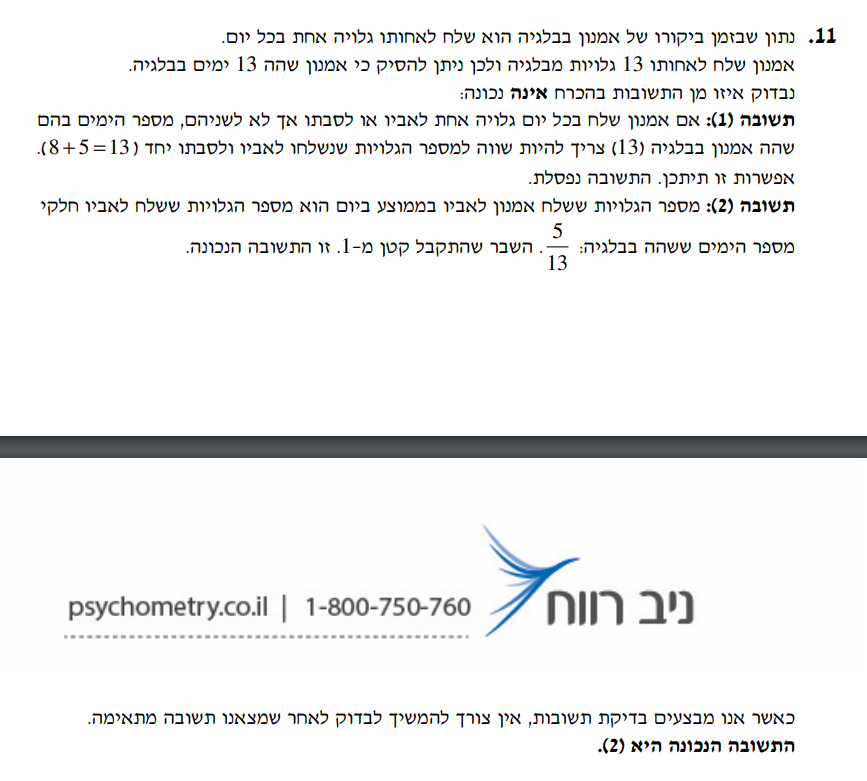 11. נתון שבזמן ביקורו של אמנון בבלגיה הוא שלח לאחותו גלויה אחת בכל יום.
אמנון שלח לאחותו 13 גלויות מבלגיה ולכן ניתן להסיק כי אמנון שהה 13 ימים בבלגיה.
נבדוק איזו מן התשובות בהכרח אינה נכונה:
תשובה (1): אם אמנון שלח בכל יום גלויה אחת לאביו או לסבתו אך לא לשניהם, מספר הימים בהם
שהה אמנון בבלגיה (13) צריך להיות שווה למספר הגלויות שנשלחו לאביו ולסבתו יחד (8+5=13).
אפשרות זו תיתכן. התשובה נפסלת.
תשובה (2): מספר הגלויות ששלח אמנון לאביו בממוצע ביום הוא מספר הגלויות ששלח לאביו חלקי
מספר הימים ששהה בבלגיה: 5/13. השבר שהתקבל קטן מ-1. זו התשובה הנכונה.
ניב רווח
psychometry.co.il | 1-800-750-760
כאשר אנו מבצעים בדיקת תשובות, אין צורך להמשיך לבדוק לאחר שמצאנו תשובה מתאימה.
התשובה הנכונה היא (2).